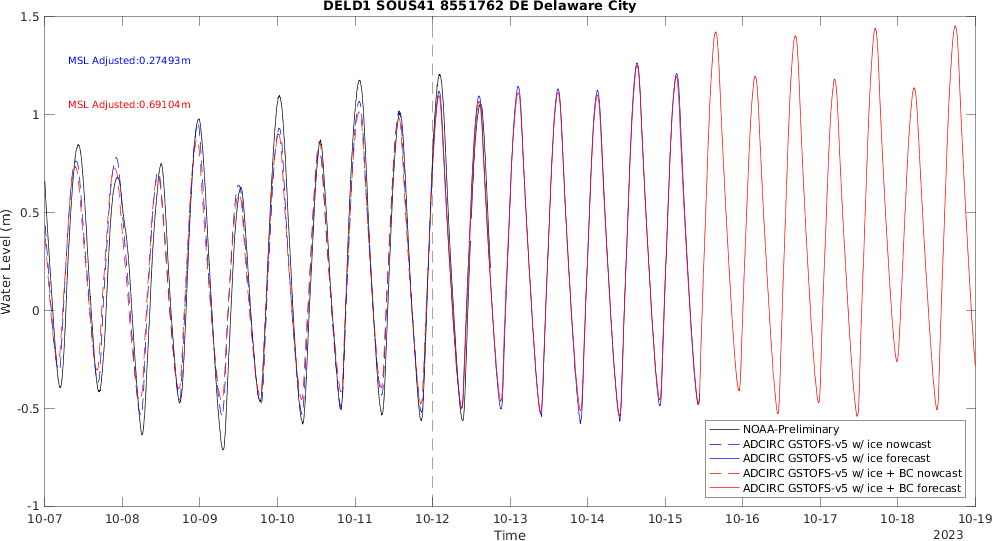 DELD1 SOUS41 8551762 DE Delaware City
1.5
1
0.5
0
-0.5
-1
Water Level (m)
MSL Adjusted:0.27493m
MSL Adjusted:0.69104m
NOAA-Preliminary
ADCIRC GSTOFS-v5 w/ ice nowcast
ADCIRC GSTOFS-v5 w/ ice forecast
ADCIRC GSTOFS-v5 w/ ice + BC nowcast
ADCIRC GSTOFS-v5 w/ ice + BC forecast
10-07 10-08 10-09 10-10 10-11 10-12 10-13 10-14 10-15 10-16 10-17 10-18 10-19
Time
2023